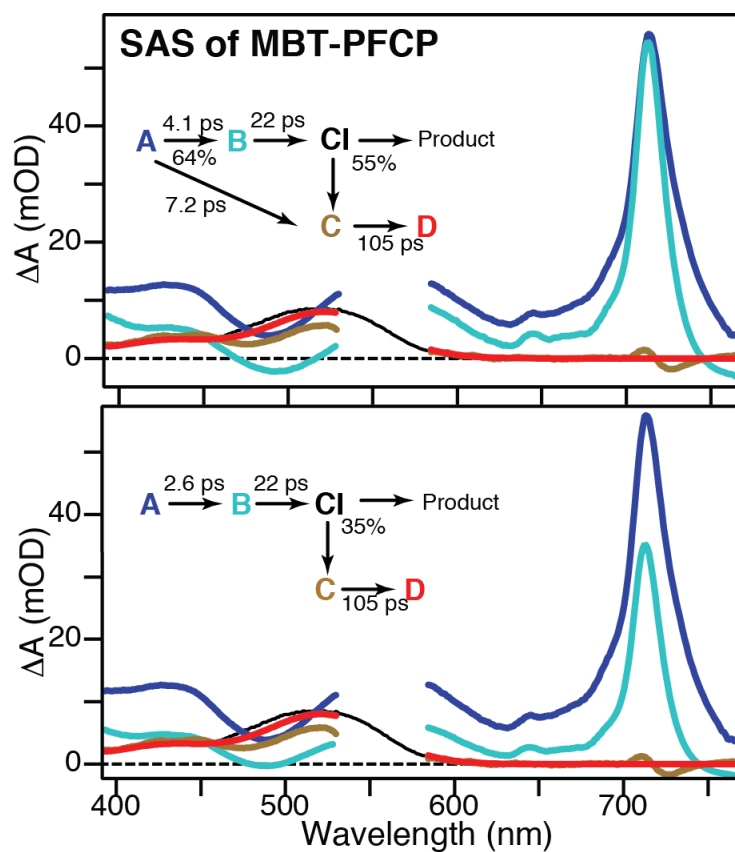 SAS of MBT-PFCP
4.1 ps
22 ps
A
B
CI
Product
64%
55%
7.2 ps
C
D
105 ps
ΔA (mOD)
40
20
0
2.6 ps
22 ps
A
B
CI
Product
35%
C
D
105 ps
ΔA (mOD)
40
20
0
400
500
600
700
Wavelength (nm)